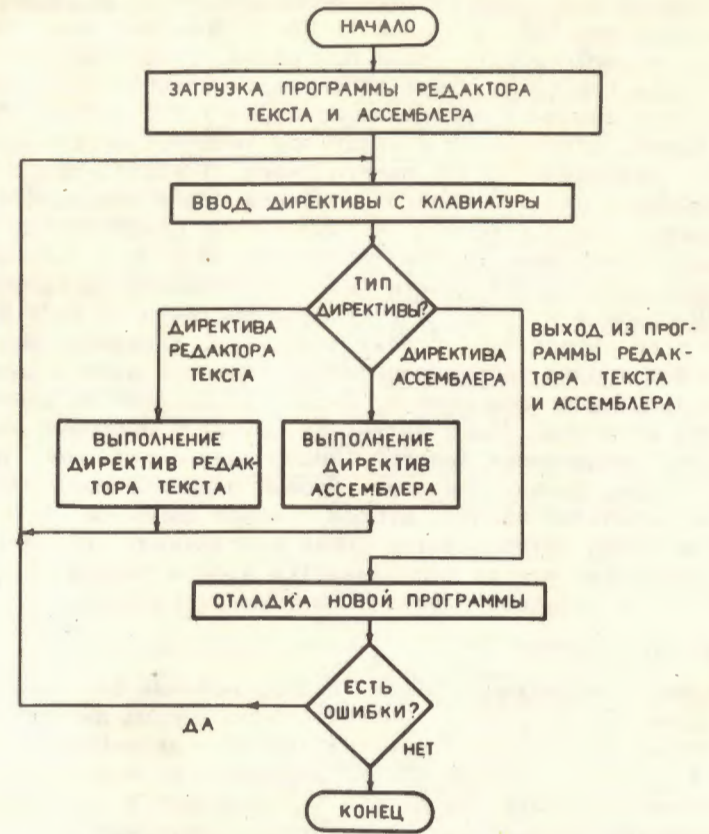 НАЧАЛО
ЗАГРУЗКА ПРОГРАММЫ РЕДАКТОРА
ТЕКСТА И АССЕМБЛЕРА
ВВОД ДИРЕКТИВЫ С КЛАВИАТУРЫ
ТИП
ДИРЕКТИВЫ?
ДИРЕКТИВА
РЕДАКТОРА
ТЕКСТА
ДИРЕКТИВА
АССЕМБЛЕРА
ВЫХОД ИЗ ПРОГ-
РАММЫ РЕДАК-
ТОРА ТЕКСТА
И АССЕМБЛЕРА
ВЫПОЛНЕНИЕ
ДИРЕКТИВ РЕДАК-
ТОРА ТЕКСТА
ВЫПОЛНЕНИЕ
ДИРЕКТИВ
АССЕМБЛЕРА
ОТЛАДКА НОВОЙ ПРОГРАММЫ
ЕСТЬ
ОШИБКИ?
ДА
НЕТ
КОНЕЦ